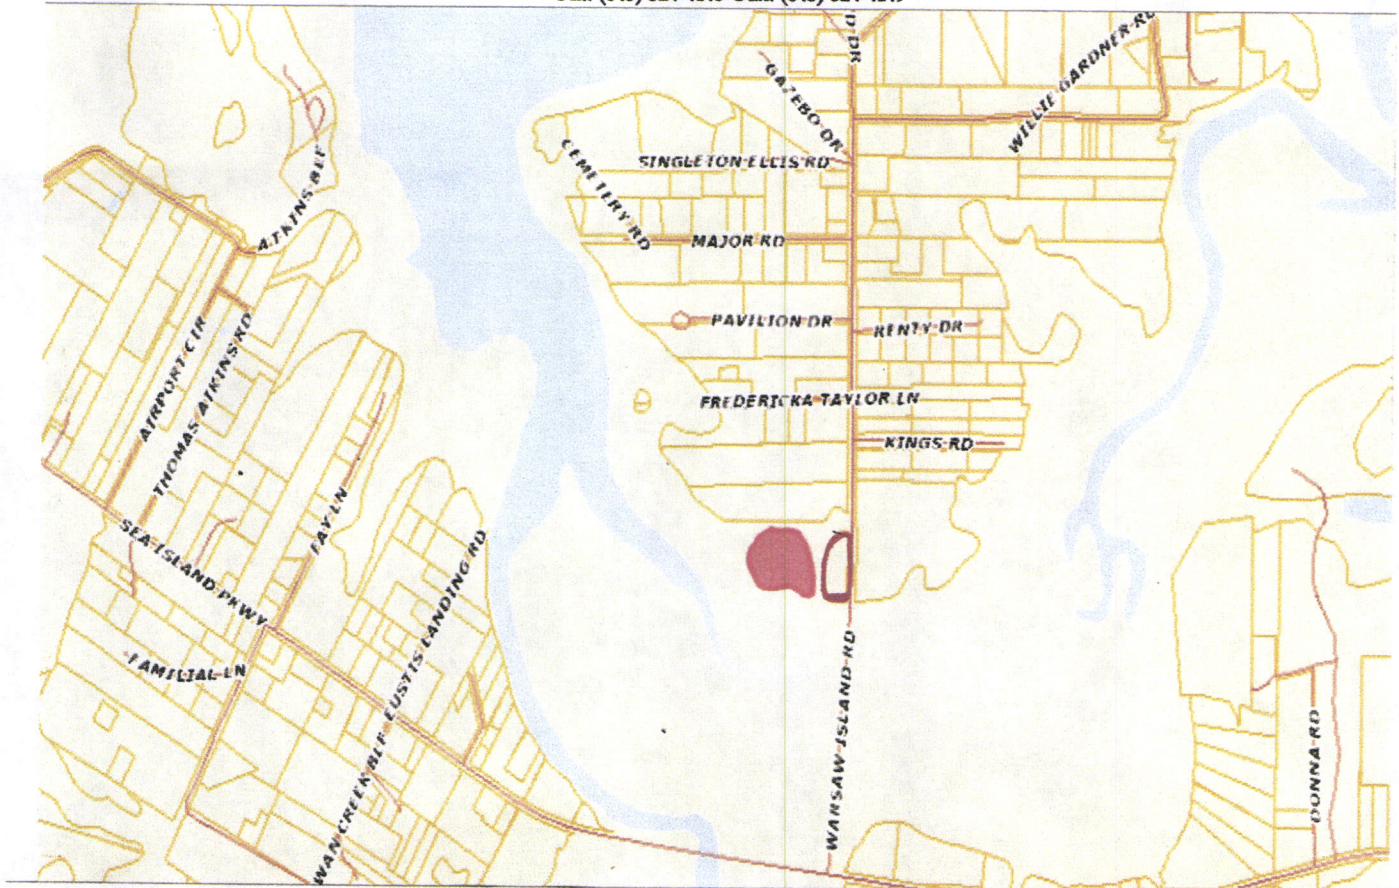 D DR
WILLIE GARDNER RD
GAZEBO DR
SINGLETON ELLIS RD
CEMETERY RD
ATKINS BLF
MAJOR RD
PAVILION DR
RENTY DR
AIRPORT CIR
THOMAS ATKINS RD
FREDERICKA TAYLOR LN
KINGS RD
FAY LN
SEA ISLAND PKWY
EUSTIS LANDING RD
FAMILIAL LN
WARSAW ISLAND RD
DONNA RD
WAN CREEK BLF